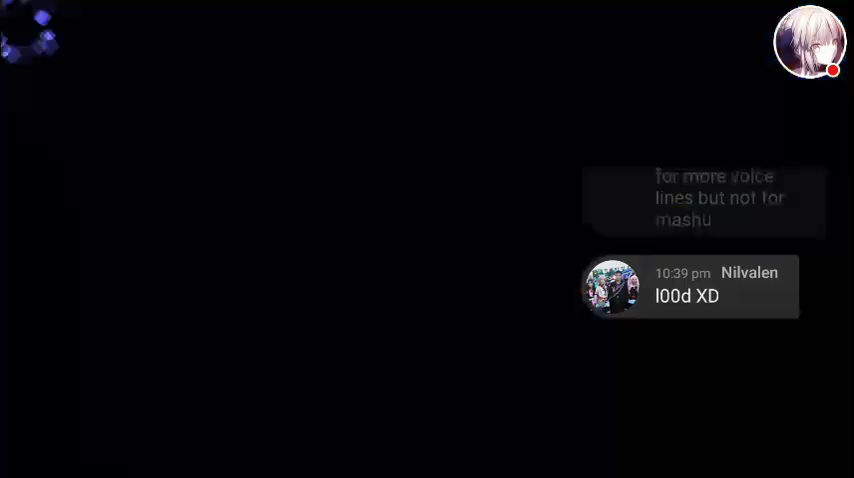 for more voice
lines but not for
mashu
10:39 pm Nilvalen
l00d XD